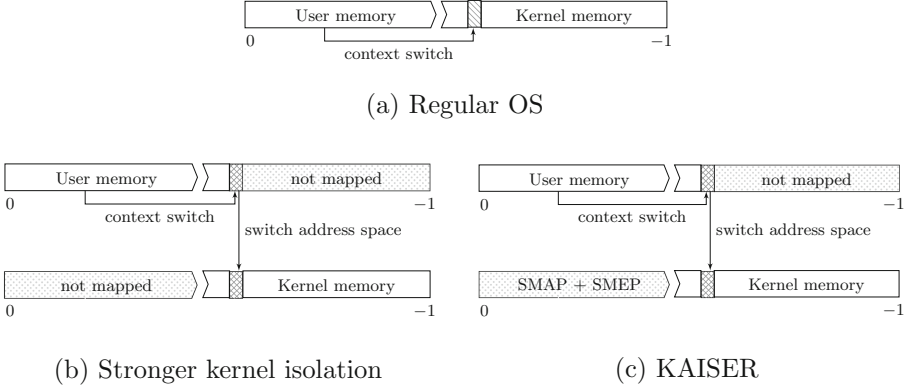 User memory Kernel memory
0 −1
context switch
(a) Regular OS
User memory not mapped
0 −1
context switch
switch address space
not mapped Kernel memory
0 −1
(b) Stronger kernel isolation
User memory not mapped
0 −1
context switch
switch address space
SMAP + SMEP Kernel memory
0 −1
(c) KAISER